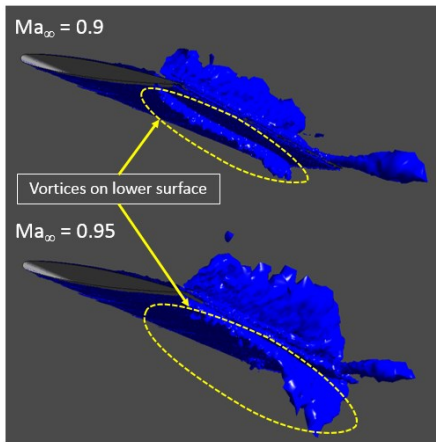 Ma∞ = 0.9
Vortices on lower surface
Ma∞ = 0.95